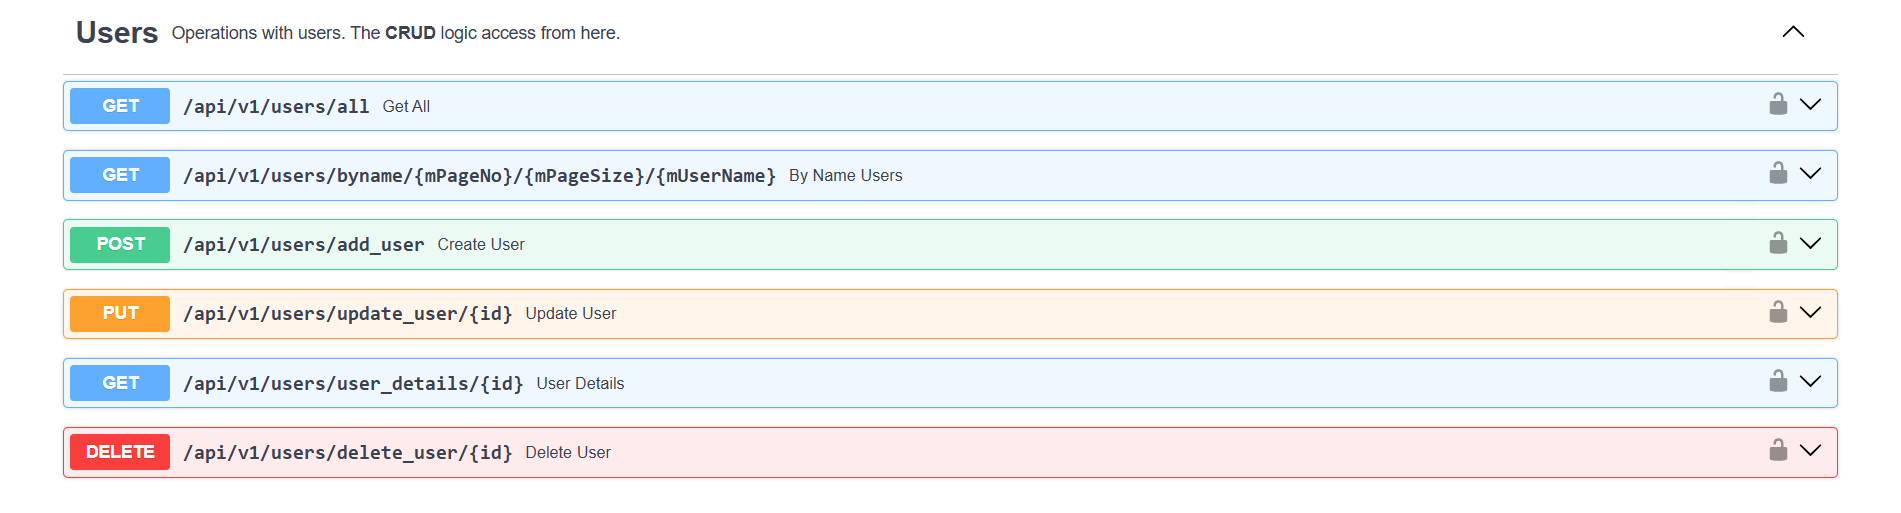 Users Operations with users. The CRUD logic access from here.
GET /api/v1/users/all Get All
GET /api/v1/users/byname/{mPageNo}/{mPageSize}/{mUserName} By Name Users
POST /api/v1/users/add_user Create User
PUT /api/v1/users/update_user/{id} Update User
GET /api/v1/users/user_details/{id} User Details
DELETE /api/v1/users/delete_user/{id} Delete User